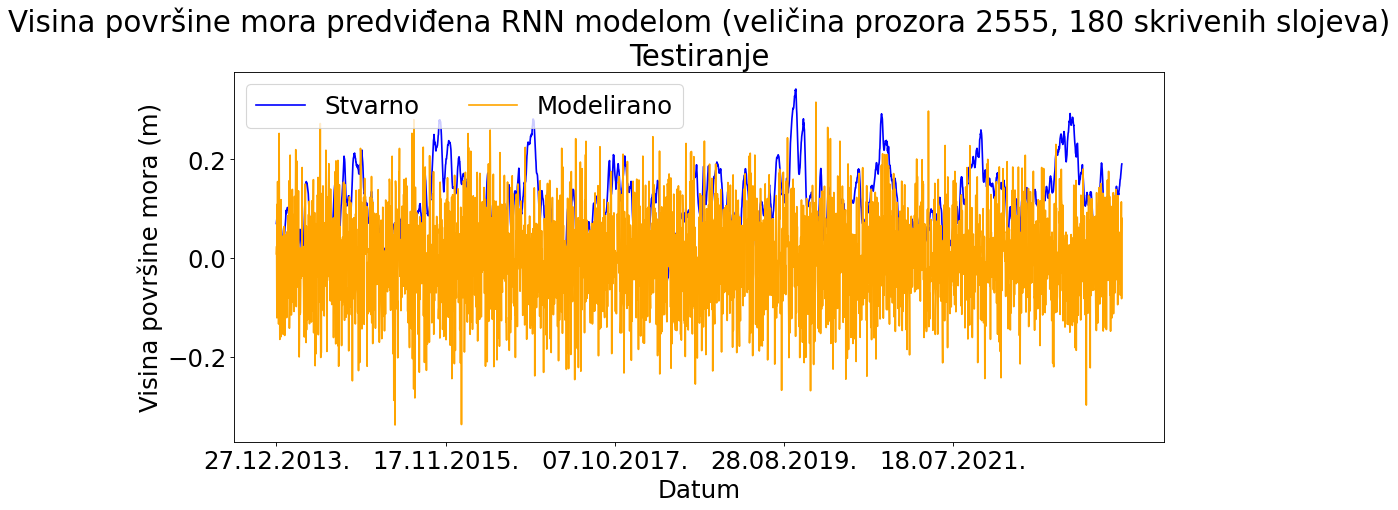 Visina površine mora predviđena RNN modelom (veličina prozora 2555, 180 skrivenih slojeva)
Testiranje
Stvarno Modelirano
Visina površine mora (m)
0.2
0.0
−0.2
27.12.2013. 17.11.2015. 07.10.2017. 28.08.2019. 18.07.2021.
Datum